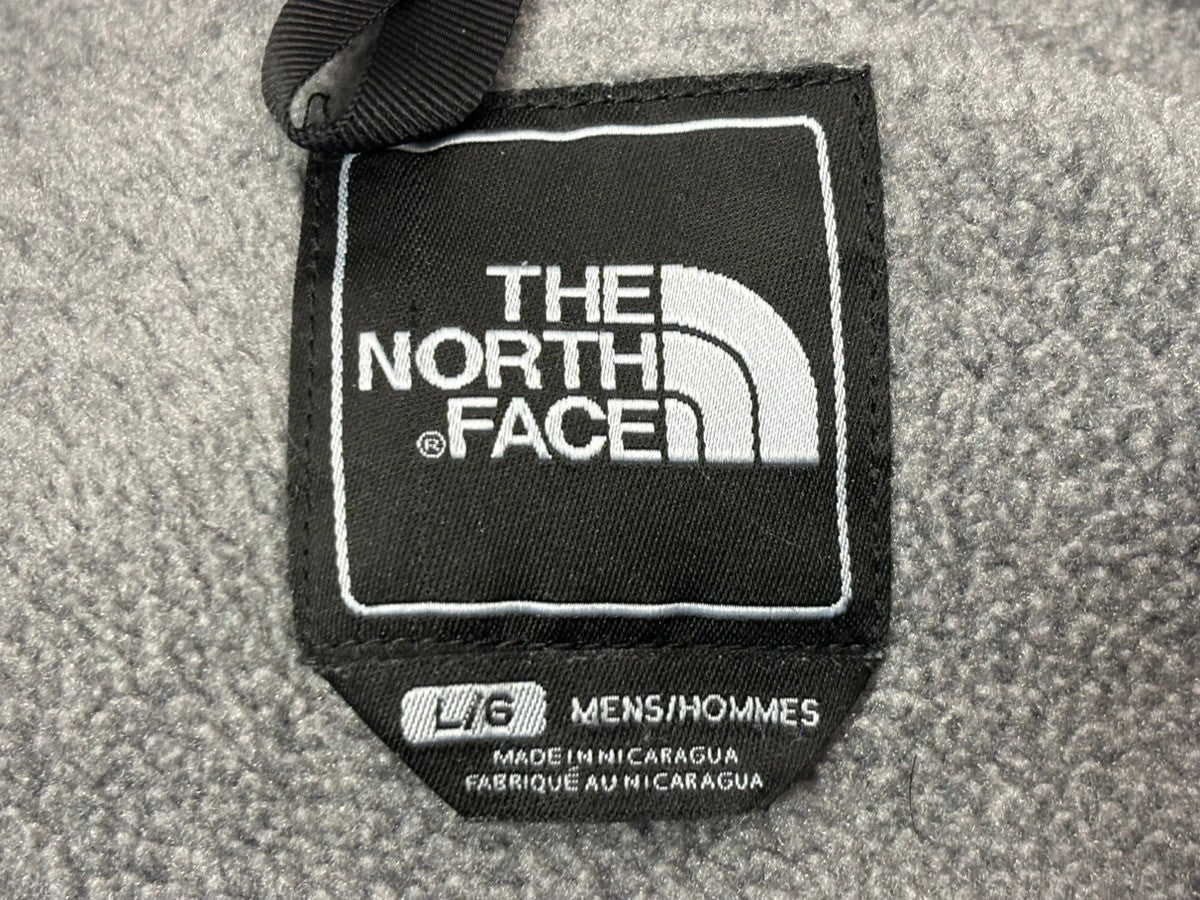 THE
NORTH
®FACE
L/G MENS/HOMMES
MADE IN NICARAGUA
FABRIQUÉ AU NICARAGUA